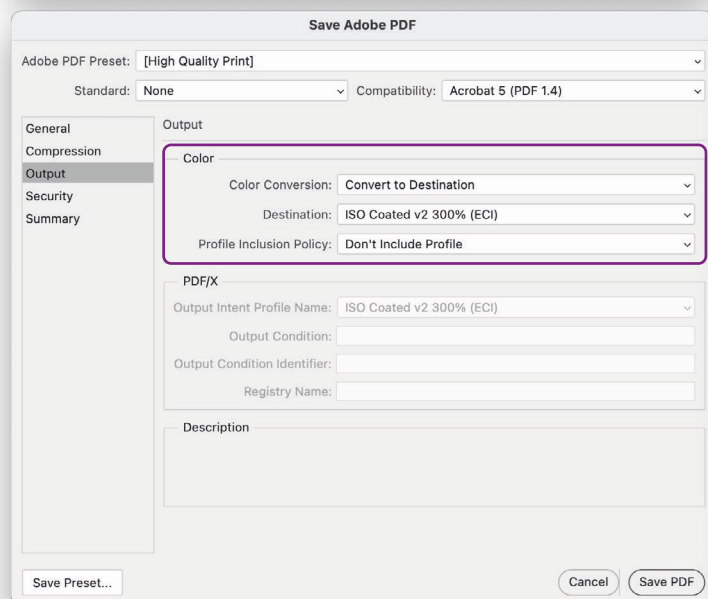 Save Adobe PDF
Adobe PDF Preset: [High Quality Print]
Standard: None Compatibility: Acrobat 5 (PDF 1.4)
General
Compression
Output
Security
Summary
Output
Color
Color Conversion: Convert to Destination
Destination: ISO Coated v2 300% (ECI)
Profile Inclusion Policy: Don't Include Profile
PDF/X
Output Intent Profile Name: ISO Coated v2 300% (ECI)
Output Condition:
Output Condition Identifier:
Registry Name:
Description
Save Preset... Cancel Save PDF